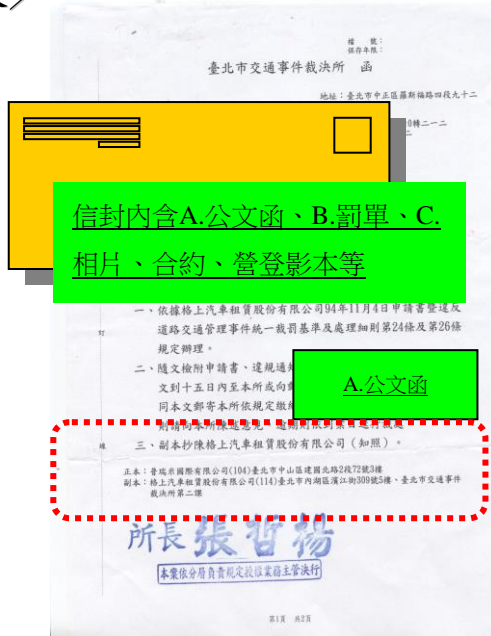 檔　號：
保存年限：
臺北市交通事件裁決所　函
地址：臺北市中正區羅斯福路四段九十二
0轉二一二
信封內含A.公文函、B.罰單、C.
相片、合約、營登影本等
一、依據格上汽車租賃股份有限公司94年11月4日申請書暨違反
道路交通管理事件統一裁罰基準及處理細則第24條及第26條
規定辦理。
訂
二、隨文檢附申請書、違規通
文到十五日內至本所或向
同本文郵寄本所依規定繳
A.公文函
線
三、副本抄陳格上汽車租賃股份有限公司（知照）。
正本：普瑞米國際有限公司(104)臺北市中山區建國北路2段72號3樓
副本：格上汽車租賃股份有限公司(114)臺北市內湖區濱江街309號5樓、臺北市交通事件
裁決所第二課
所長張哲揚
本案依分層負責規定授權業務主管決行
第1頁　共2頁